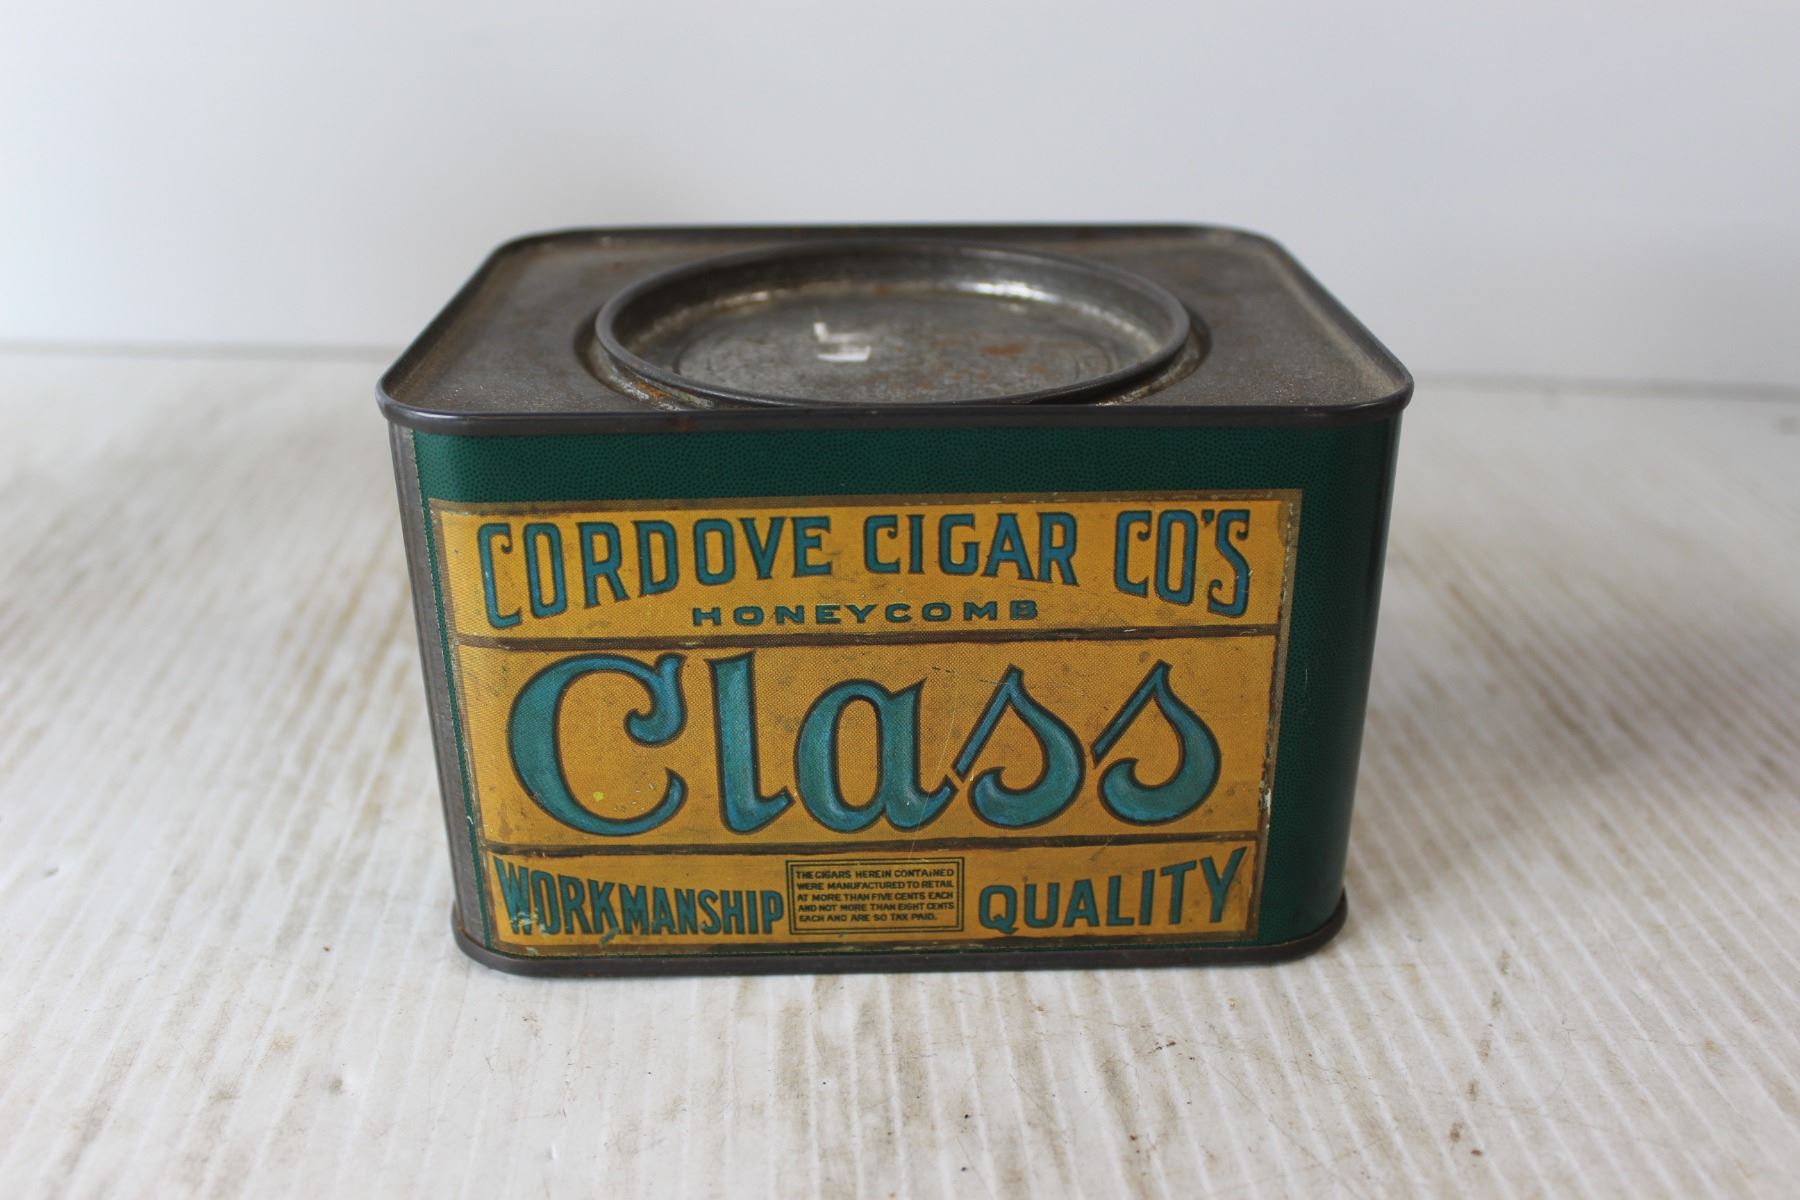 CORDOVE CIGAR CO'S
HONEYCOMB
Class
WORKMANSHIP
THE CIGARS HEREIN CONTAINED
WERE MANUFACTURED TO RETAIL
AT MORE THAN FIVE CENTS EACH
AND NOT MORE THAN EIGHT CENTS
EACH AND ARE SO TAX PAID.
QUALITY